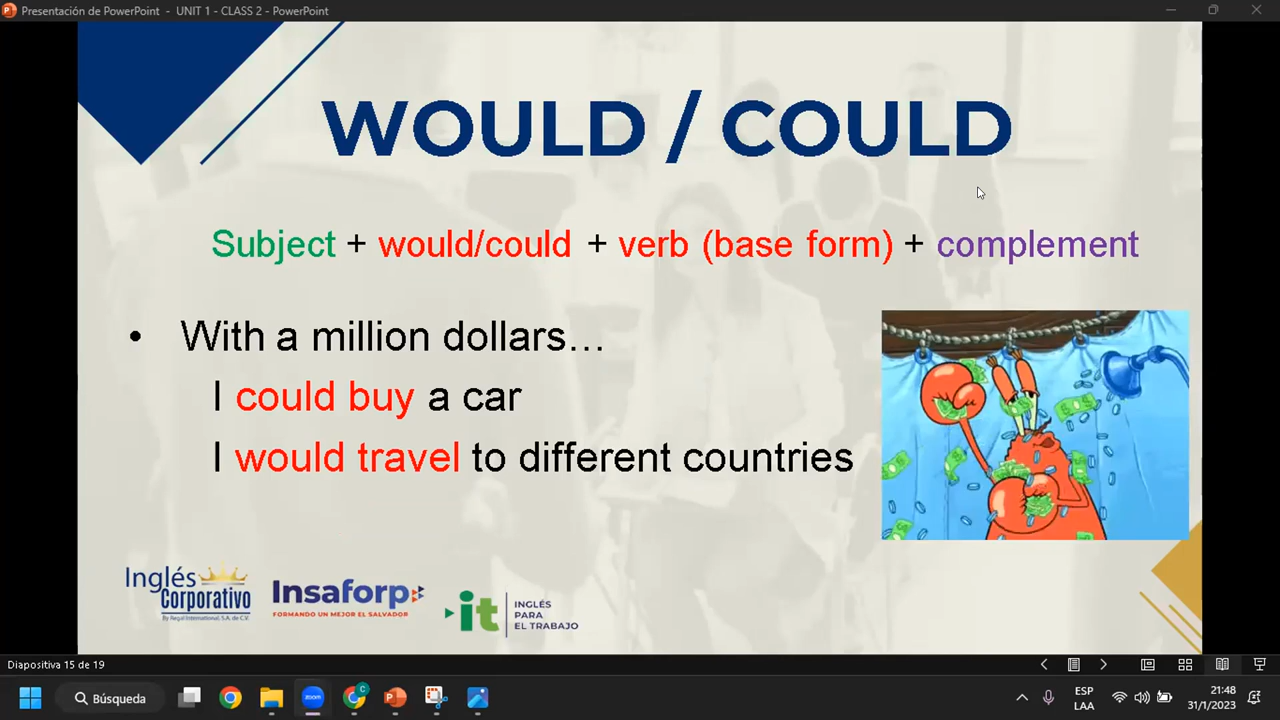 Presentación de PowerPoint - UNIT 1 - CLASS 2 - PowerPoint
WOULD / COULD
Subject + would/could + verb (base form) + complement
• With a million dollars...
I could buy a car
I would travel to different countries
Inglés
Corporativo
By Regal International, S.A. de C.V.
Insaforp
FORMANDO UN MEJOR EL SALVADOR
it
INGLÉS
PARA
EL TRABAJO
Diapositiva 15 de 19
Búsqueda
zoom
ESP
LAA
21:48
31/1/2023